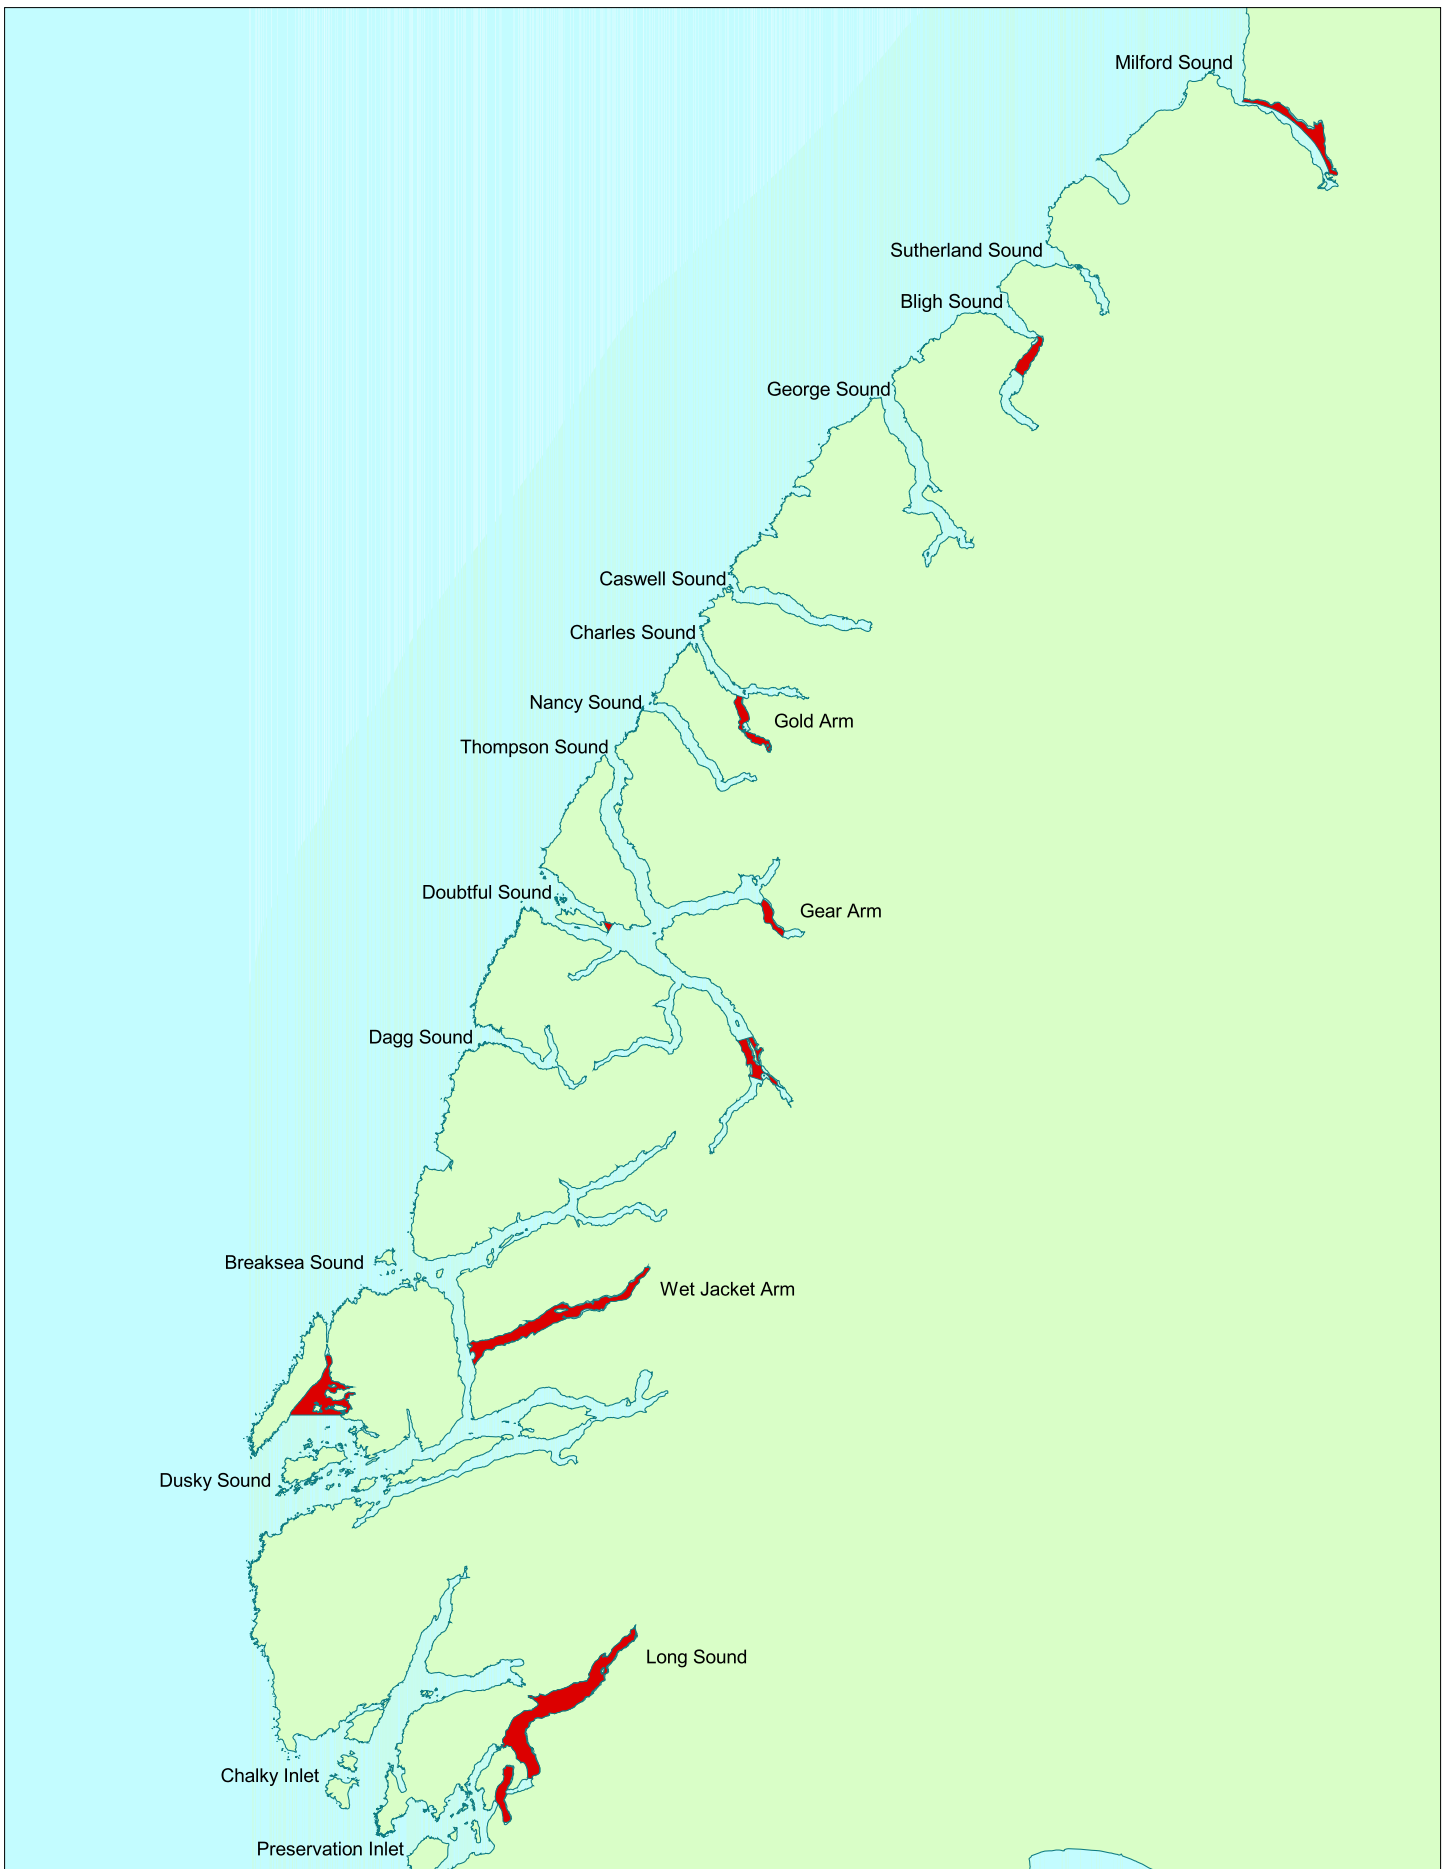 Milford Sound
Sutherland Sound
Bligh Sound
George Sound
Caswell Sound
Charles Sound
Nancy Sound
Gold Arm
Thompson Sound
Doubtful Sound
Gear Arm
Dagg Sound
Breaksea Sound
Wet Jacket Arm
Dusky Sound
Long Sound
Chalky Inlet
Preservation Inlet